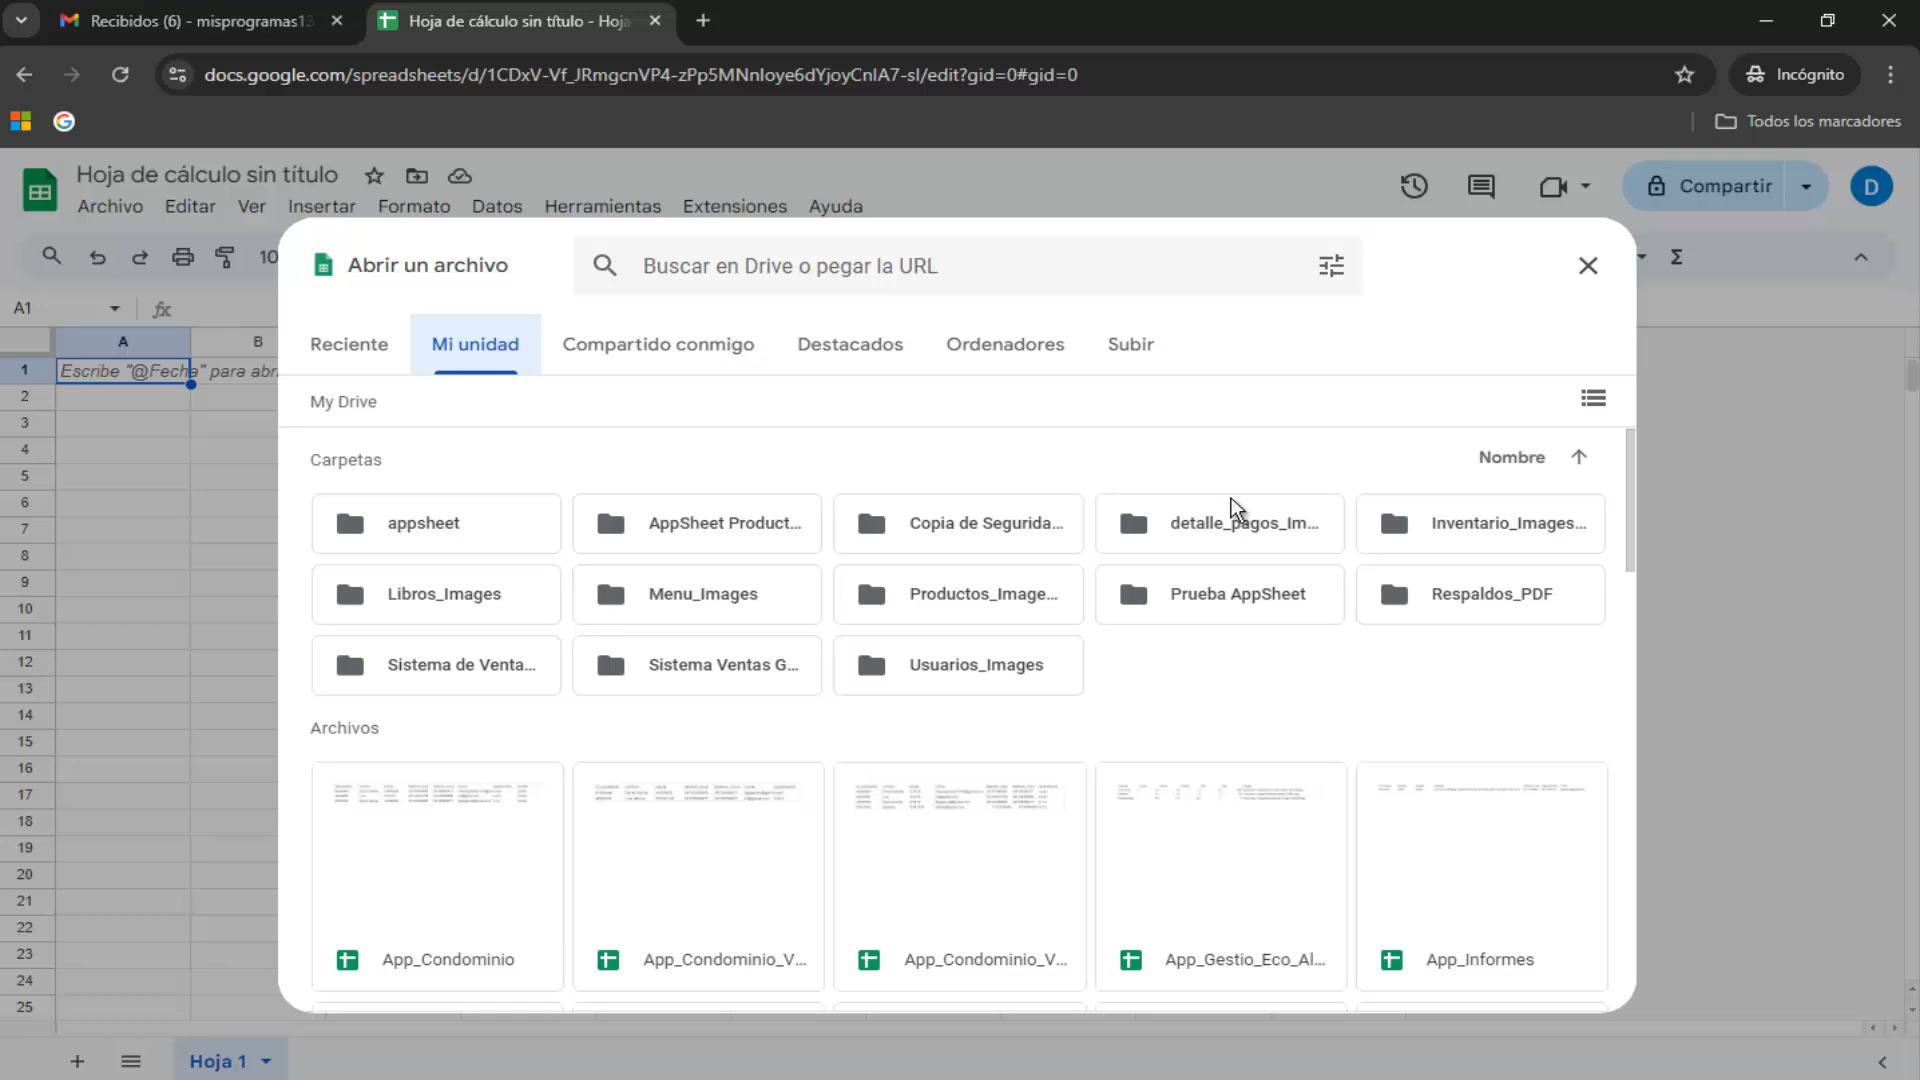 Recibidos (6) - misprogramas13
Hoja de cálculo sin título - Hoja
docs.google.com/spreadsheets/d/1CDxV-Vf_JRmgcnVP4-zPp5MNnIoye6dYjoyCnIA7-sI/edit?gid=0#gid=0
Incógnito
Todos los marcadores
Hoja de cálculo sin título
Archivo Editar Ver Insertar Formato Datos Herramientas Extensiones Ayuda
Compartir
D
10
Σ
A1
fx
Abrir un archivo
Buscar en Drive o pegar la URL
Reciente Mi unidad Compartido conmigo Destacados Ordenadores Subir
My Drive
Carpetas
Nombre
appsheet AppSheet Product... Copia de Segurida... detalle_pagos_Im... Inventario_Images...
Libros_Images Menu_Images Productos_Image... Prueba AppSheet Respaldos_PDF
Sistema de Venta... Sistema Ventas G... Usuarios_Images
Archivos
App_Condominio App_Condominio_V... App_Condominio_V... App_Gestio_Eco_Al... App_Informes
A B
1 Escribe "@Fecha" para abri
2
3
4
5
6
7
8
9
10
11
12
13
14
15
16
17
18
19
20
21
22
23
24
25
Hoja 1